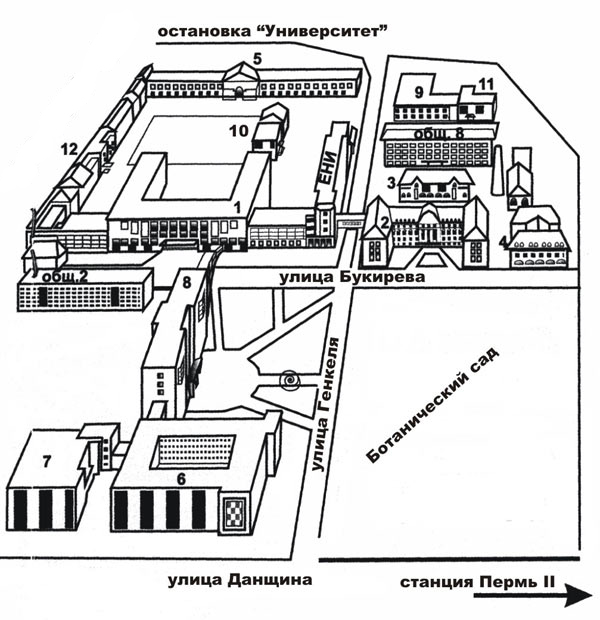 остановка “Университет”
5
9
11
10
общ. 8
12
ЕНИ
3
1
2
4
общ.2
8
улица Букирева
улица Генкеля
Ботанический сад
7
6
улица Данщина
станция Пермь II